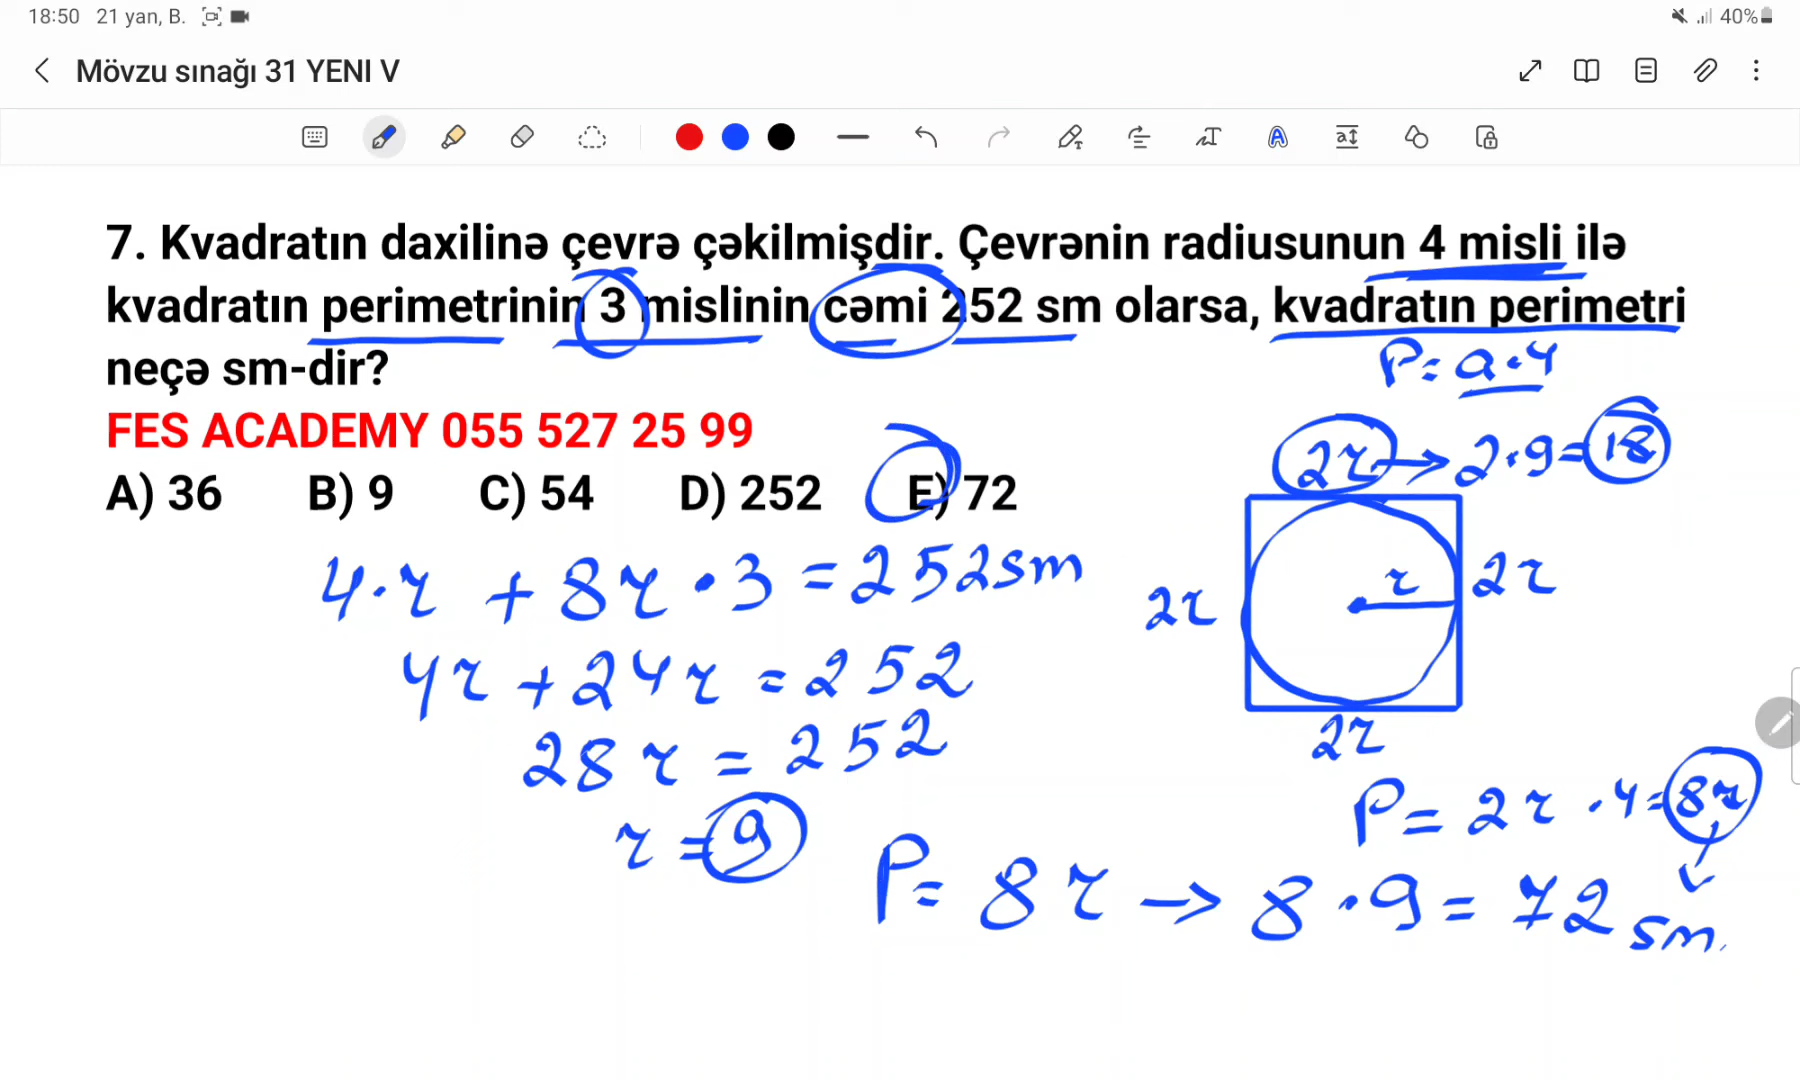 18:50 21 yan, B. 40%
Mövzu sınağı 31 YENI V
7. Kvadratın daxilinə çevrə çəkilmişdir. Çevrənin radiusunun 4 misli ilə
kvadratın perimetrinin 3 mislinin cəmi 252 sm olarsa, kvadratın perimetri
neçə sm-dir?
P=a·4
FES ACADEMY 055 527 25 99
2r→2·9=18
A) 36 B) 9 C) 54 D) 252 E) 72
4·r + 8r·3 = 252sm
2r r 2r
4r + 24r = 252
28r = 252
2r
r = 9
P = 2r·4=8r
P= 8r → 8·9 = 72 sm.